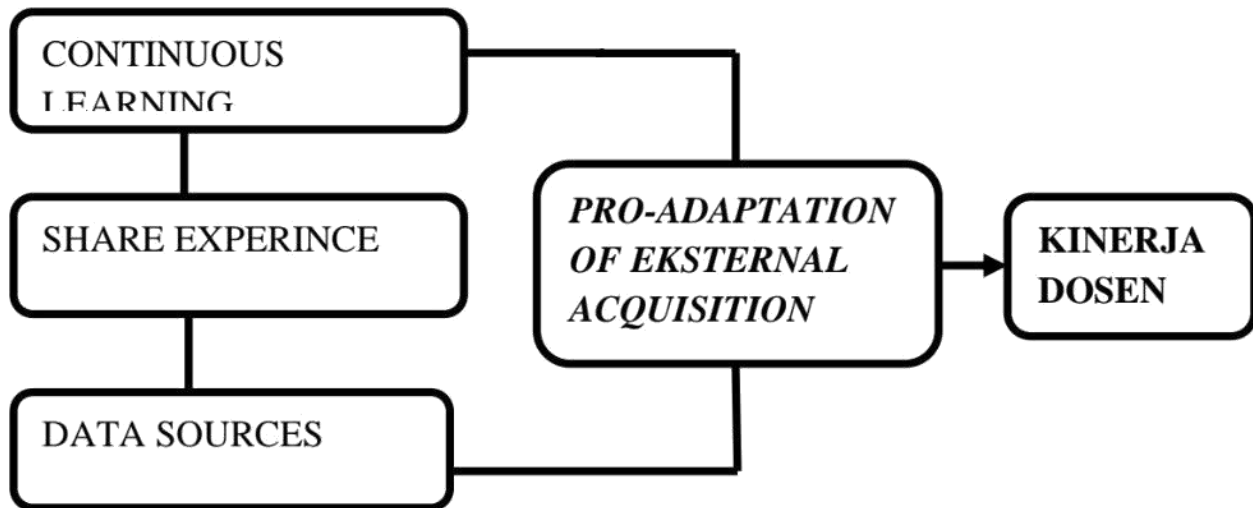 CONTINUOUS
LEARNING
SHARE EXPERINCE
DATA SOURCES
PRO-ADAPTATION
OF EKSTERNAL
ACQUISITION
KINERJA
DOSEN